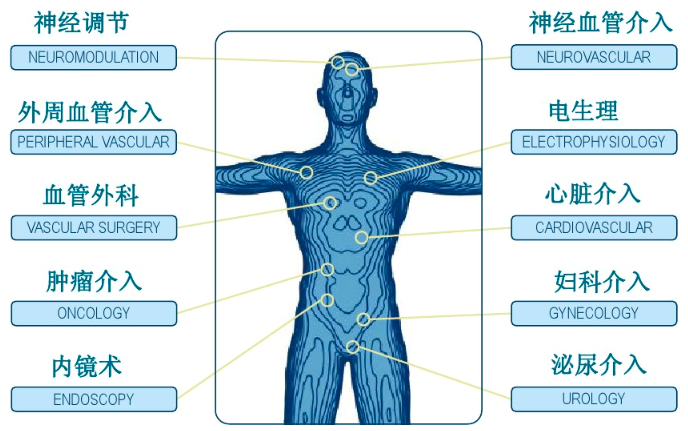 神经调节
NEUROMODULATION
神经血管介入
NEUROVASCULAR
外周血管介入
PERIPHERAL VASCULAR
电生理
ELECTROPHYSIOLOGY
血管外科
VASCULAR SURGERY
心脏介入
CARDIOVASCULAR
肿瘤介入
ONCOLOGY
妇科介入
GYNECOLOGY
内镜术
ENDOSCOPY
泌尿介入
UROLOGY